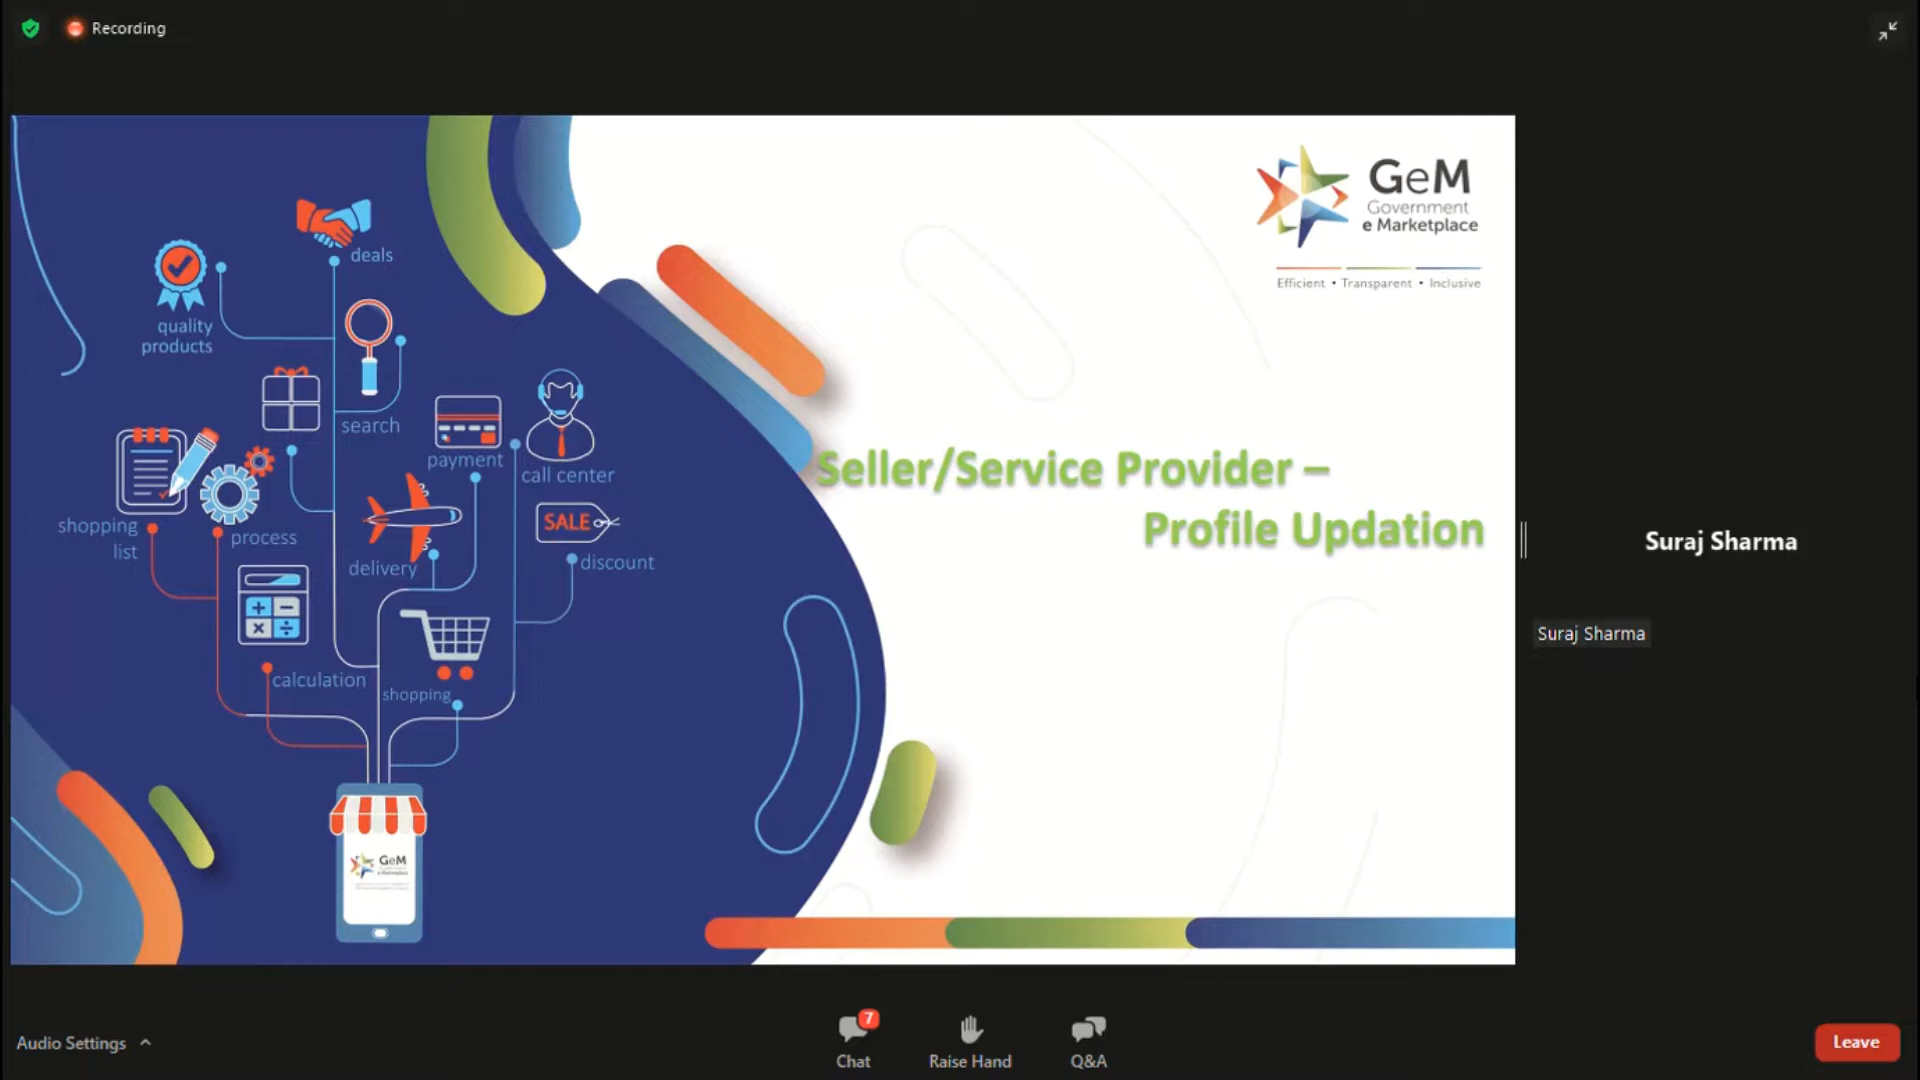 Recording
GeM
Government
e Marketplace
Efficient • Transparent • Inclusive
deals
quality
products
search
payment
call center
SALE
shopping
list
process
delivery
discount
calculation
shopping
GeM
Seller/Service Provider –
Profile Updation
Suraj Sharma
Suraj Sharma
Audio Settings
7
Chat
Raise Hand
Q&A
Leave